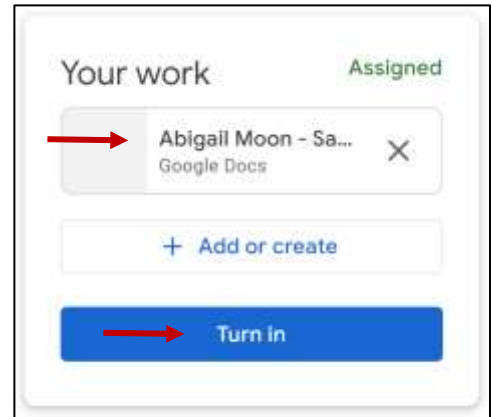 Your work Assigned
Abigail Moon - Sa...
Google Docs
+ Add or create
Turn in